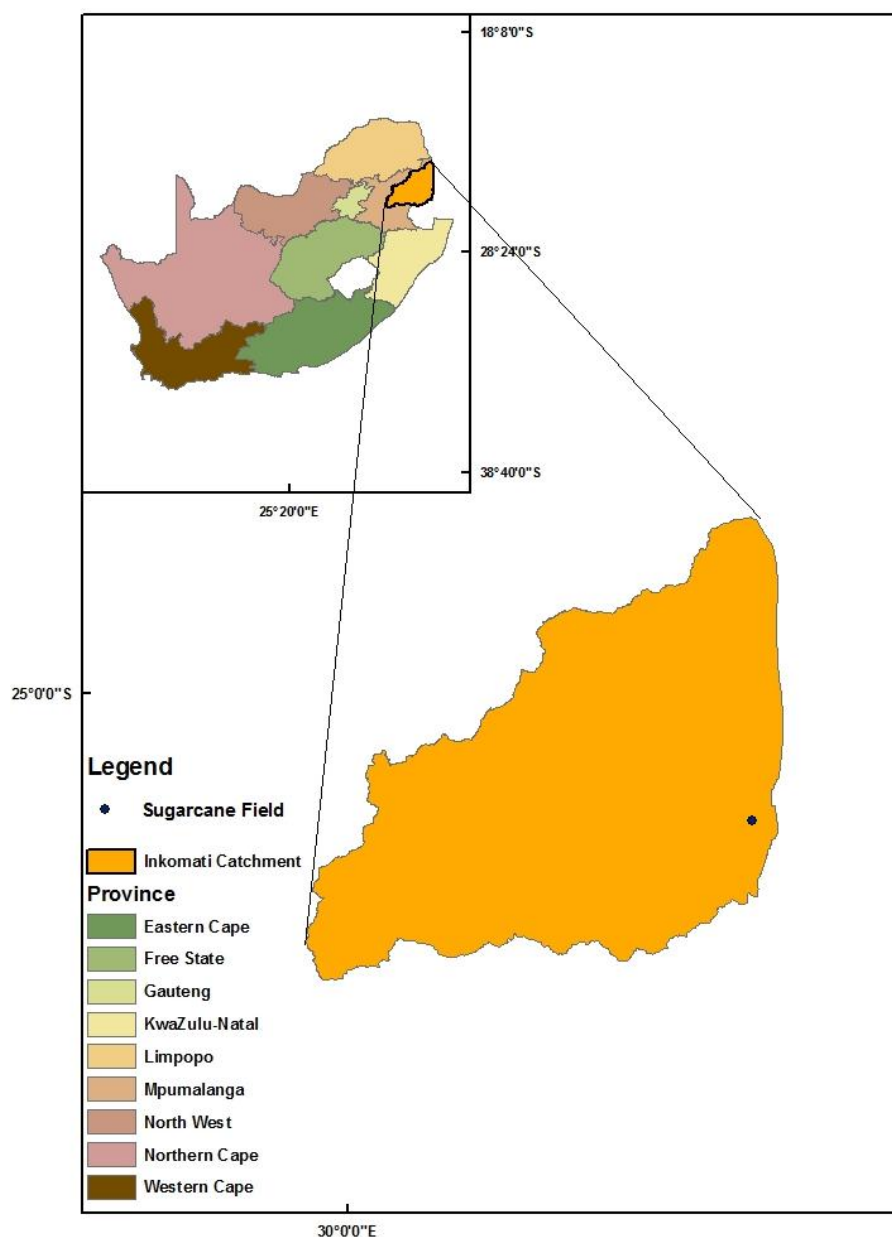 18°8'0"S
28°24'0"S
38°40'0"S
25°20'0"E
25°0'0"S
Legend
Sugarcane Field
Inkomati Catchment
Province
Eastern Cape
Free State
Gauteng
KwaZulu-Natal
Limpopo
Mpumalanga
North West
Northern Cape
Western Cape
30°0'0"E